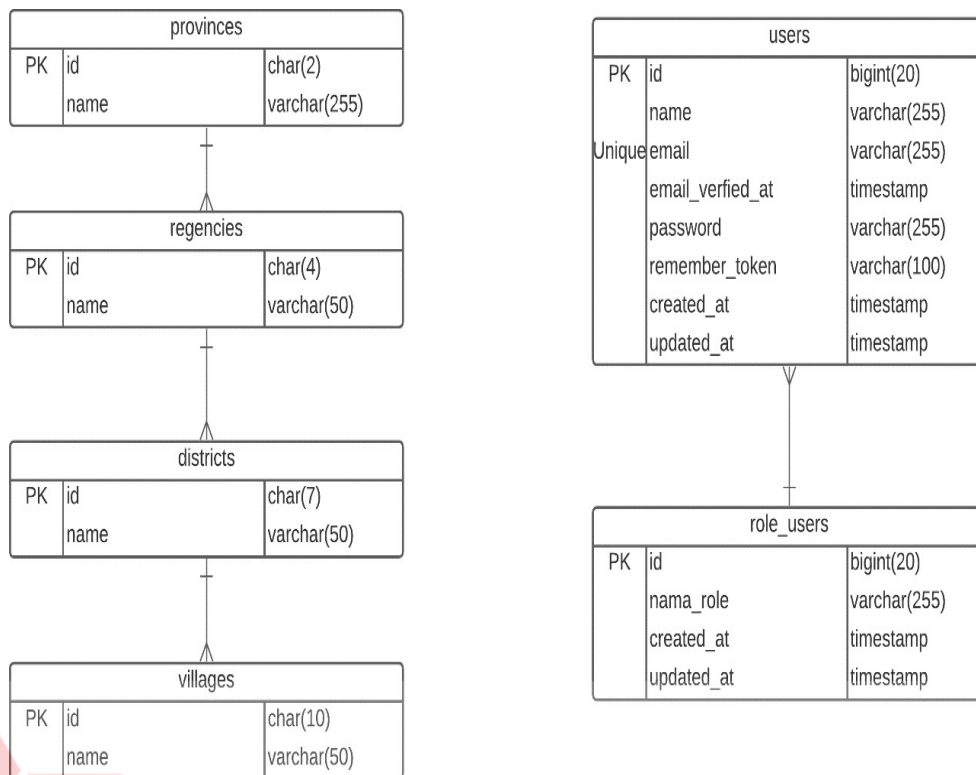 provinces
PK id char(2)
name varchar(255)
regencies
PK id char(4)
name varchar(50)
districts
PK id char(7)
name varchar(50)
villages
PK id char(10)
name varchar(50)
users
PK id bigint(20)
name varchar(255)
Unique email varchar(255)
email_verfied_at timestamp
password varchar(255)
remember_token varchar(100)
created_at timestamp
updated_at timestamp
role_users
PK id bigint(20)
nama_role varchar(255)
created_at timestamp
updated_at timestamp